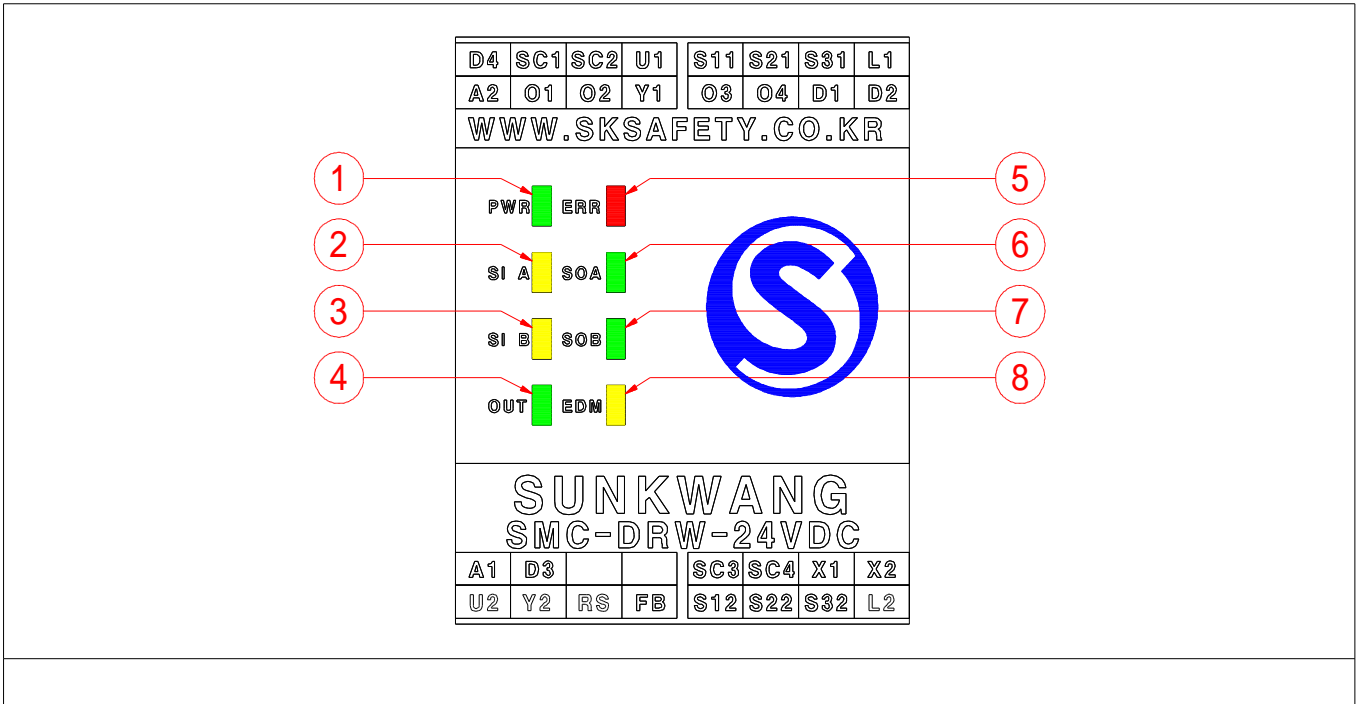 D4 SC1 SC2 U1 S11 S21 S31 L1
A2 O1 O2 Y1 O3 O4 D1 D2
WWW.SKSAFETY.CO.KR
1 PWR ERR 5
2 SI A SOA 6
3 SI B SOB 7
4 OUT EDM 8
S
SUNKWANG
SMC-DRW-24VDC
A1 D3 SC3 SC4 X1 X2
U2 Y2 RS FB S12 S22 S32 L2